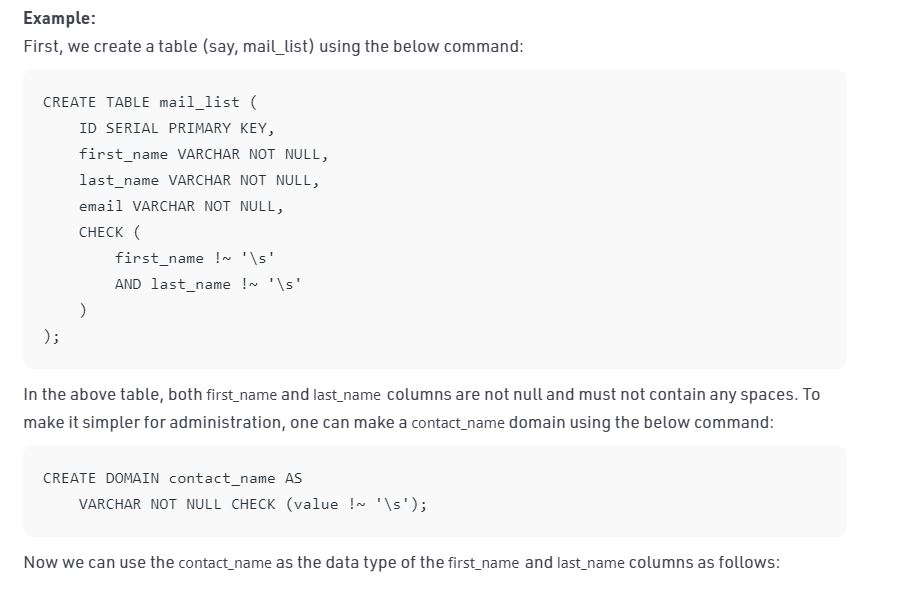 Example:
First, we create a table (say, mail_list) using the below command:
CREATE TABLE mail_list (
    ID SERIAL PRIMARY KEY,
    first_name VARCHAR NOT NULL,
    last_name VARCHAR NOT NULL,
    email VARCHAR NOT NULL,
    CHECK (
        first_name !~ '\s'
        AND last_name !~ '\s'
    )
);
In the above table, both first_name and last_name columns are not null and must not contain any spaces. To
make it simpler for administration, one can make a contact_name domain using the below command:
CREATE DOMAIN contact_name AS
    VARCHAR NOT NULL CHECK (value !~ '\s');
Now we can use the contact_name as the data type of the first_name and last_name columns as follows: